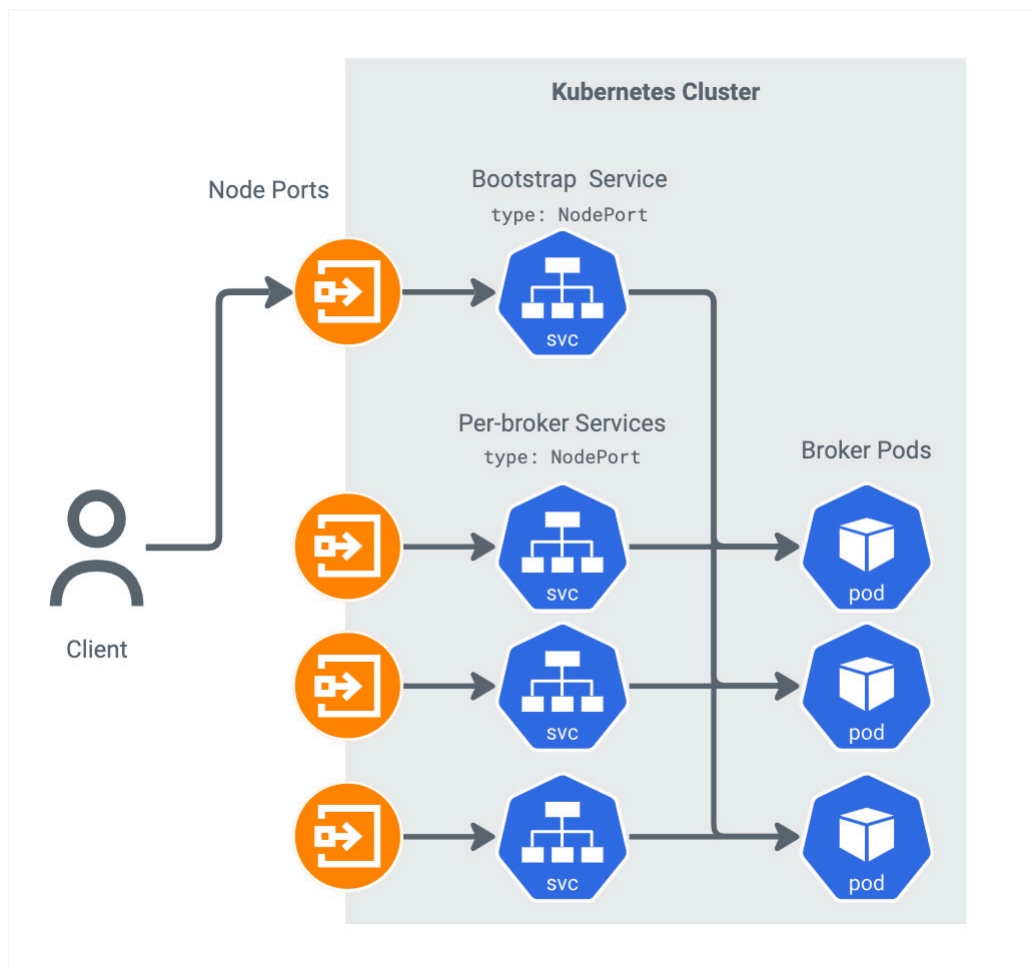 Kubernetes Cluster
Node Ports
Bootstrap Service
type: NodePort
svc
Per-broker Services
type: NodePort
Broker Pods
svc
pod
Client
svc
pod
svc
pod